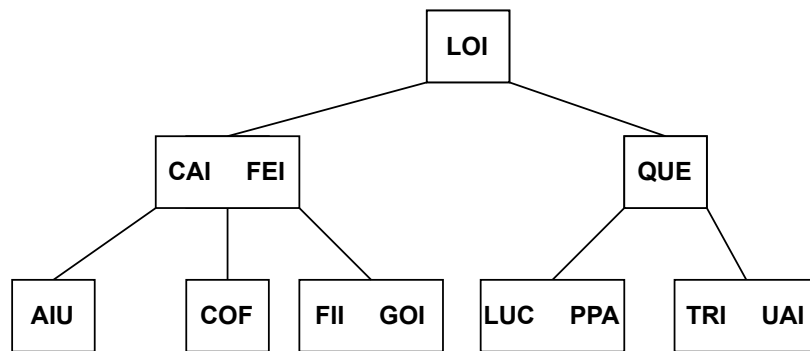 LOI
CAI FEI
QUE
AIU
COF
FII GOI
LUC PPA
TRI UAI